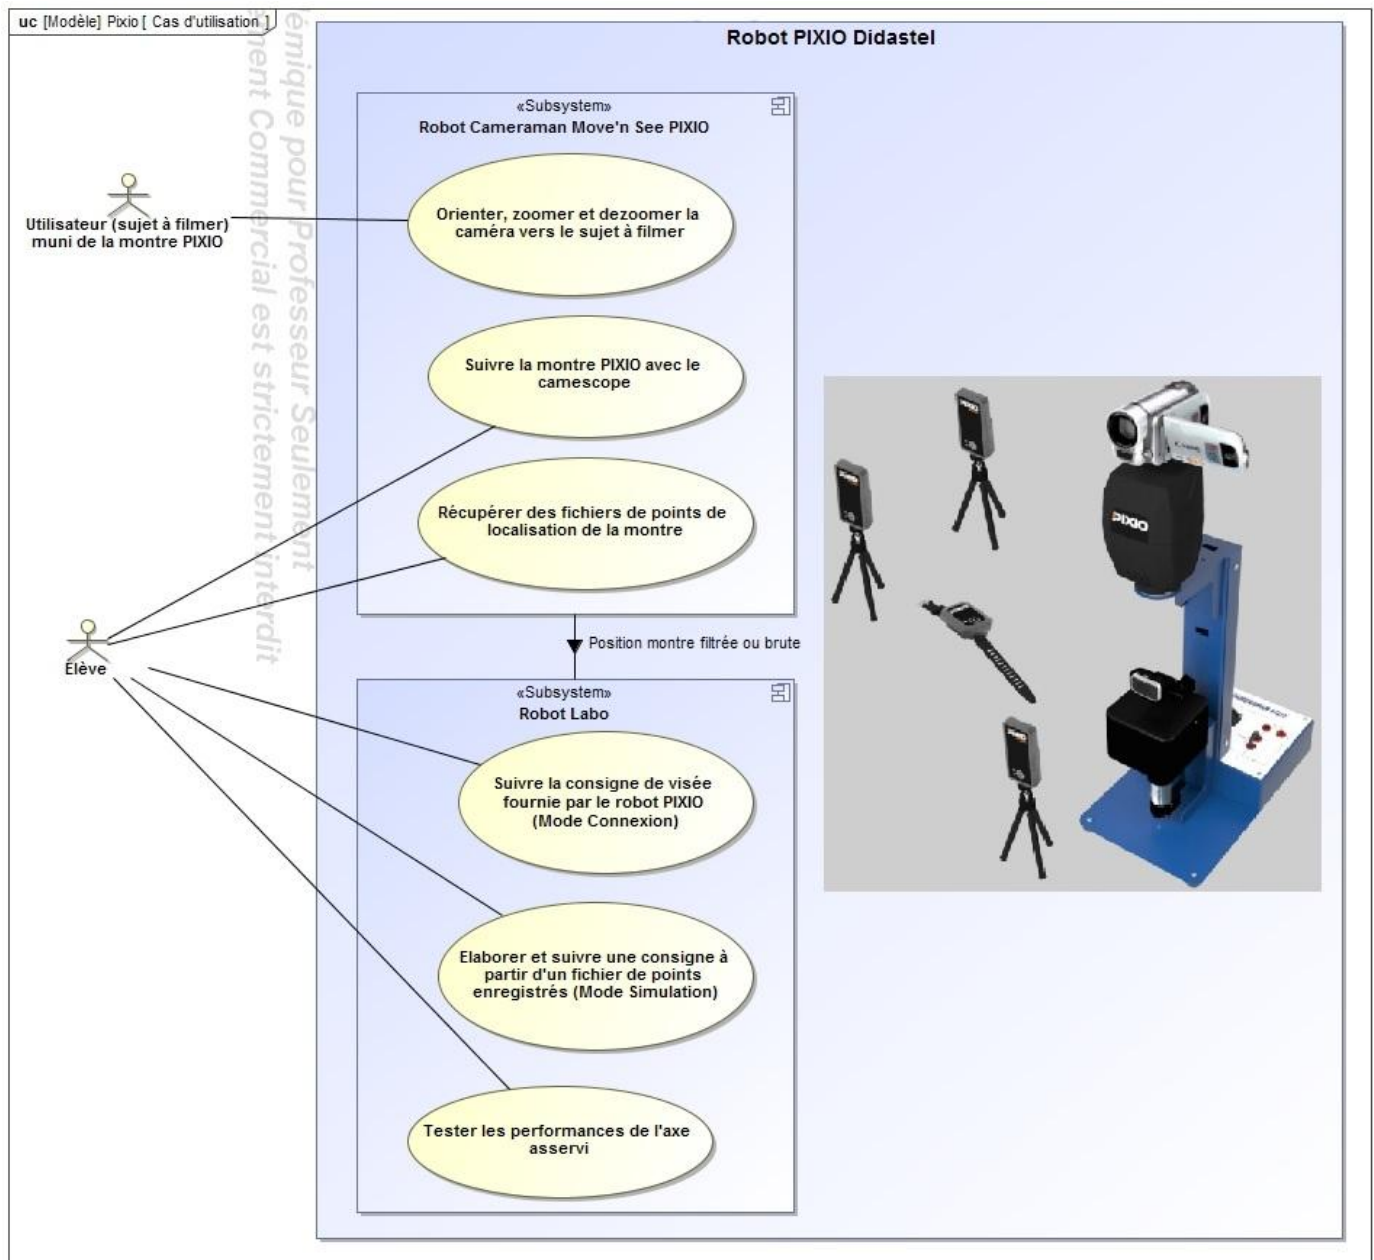 uc [Modèle] Pixio [ Cas d'utilisation ]
émique pour Professeur Seulement
ement Commercial est strictement interdit
Robot PIXIO Didastel
«Subsystem»
Robot Cameraman Move'n See PIXIO
Orienter, zoomer et dezoomer la
caméra vers le sujet à filmer
Utilisateur (sujet à filmer)
muni de la montre PIXIO
Suivre la montre PIXIO avec le
camescope
Récupérer des fichiers de points de
localisation de la montre
Élève
Position montre filtrée ou brute
«Subsystem»
Robot Labo
Suivre la consigne de visée
fournie par le robot PIXIO
(Mode Connexion)
Elaborer et suivre une consigne à
partir d'un fichier de points
enregistrés (Mode Simulation)
Tester les performances de l'axe
asservi
PIXIO